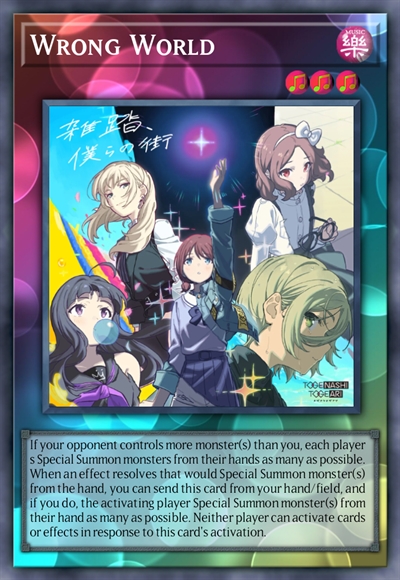 Wrong World
MUSIC
樂
雑踏、
僕らの街
TOGENASHI
TOGEARI
If your opponent controls more monster(s) than you, each player
s Special Summon monsters from their hands as many as possible.
When an effect resolves that would Special Summon monster(s)
from the hand, you can send this card from your hand/field, and
if you do, the activating player Special Summon monster(s) from
their hand as many as possible. Neither player can activate cards
or effects in response to this card's activation.